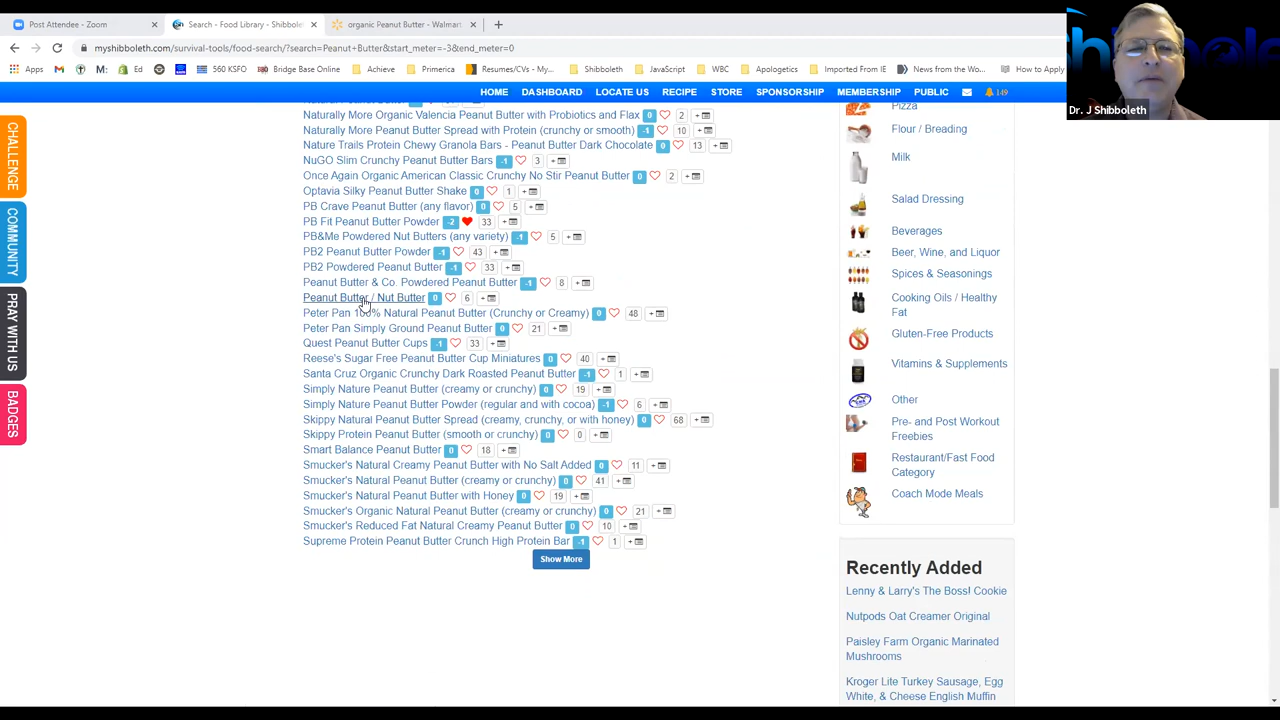 Post Attendee - Zoom
Search - Food Library - Shibbole
organic Peanut Butter - Walmart
myshibboleth.com/survival-tools/food-search/?search=Peanut+Butter&start_meter=-3&end_meter=0
Apps M: Ed 560 KSFO Bridge Base Online Achieve Primerica Resumes/CVs - My... Shibboleth JavaScript WBC Apologetics Imported From IE News from the Wo... How to Apply
Dr. J Shibboleth
HOME DASHBOARD LOCATE US RECIPE STORE SPONSORSHIP MEMBERSHIP PUBLIC 149
CHALLENGE
COMMUNITY
PRAY WITH US
BADGES
Naturally More Organic Valencia Peanut Butter with Probiotics and Flax 0 2 +
Naturally More Peanut Butter Spread with Protein (crunchy or smooth) -1 10 +
Nature Trails Protein Chewy Granola Bars - Peanut Butter Dark Chocolate 0 13 +
NuGO Slim Crunchy Peanut Butter Bars -1 3 +
Once Again Organic American Classic Crunchy No Stir Peanut Butter 0 2 +
Optavia Silky Peanut Butter Shake 0 1 +
PB Crave Peanut Butter (any flavor) 0 5 +
PB Fit Peanut Butter Powder -2 33 +
PB&Me Powdered Nut Butters (any variety) -1 5 +
PB2 Peanut Butter Powder -1 43 +
PB2 Powdered Peanut Butter -1 33 +
Peanut Butter & Co. Powdered Peanut Butter -1 8 +
Peanut Butter / Nut Butter 0 6 +
Peter Pan 100% Natural Peanut Butter (Crunchy or Creamy) 0 48 +
Peter Pan Simply Ground Peanut Butter 0 21 +
Quest Peanut Butter Cups -1 33 +
Reese's Sugar Free Peanut Butter Cup Miniatures 0 40 +
Santa Cruz Organic Crunchy Dark Roasted Peanut Butter -1 1 +
Simply Nature Peanut Butter (creamy or crunchy) 0 19 +
Simply Nature Peanut Butter Powder (regular and with cocoa) -1 6 +
Skippy Natural Peanut Butter Spread (creamy, crunchy, or with honey) 0 68 +
Skippy Protein Peanut Butter (smooth or crunchy) 0 0 +
Smart Balance Peanut Butter 0 18 +
Smucker's Natural Creamy Peanut Butter with No Salt Added 0 11 +
Smucker's Natural Peanut Butter (creamy or crunchy) 0 41 +
Smucker's Natural Peanut Butter with Honey 0 19 +
Smucker's Organic Natural Peanut Butter (creamy or crunchy) 0 21 +
Smucker's Reduced Fat Natural Creamy Peanut Butter 0 10 +
Supreme Protein Peanut Butter Crunch High Protein Bar -1 1 +
Show More
Pizza
Flour / Breading
Milk
Salad Dressing
Beverages
Beer, Wine, and Liquor
Spices & Seasonings
Cooking Oils / Healthy
Fat
Gluten-Free Products
Vitamins & Supplements
Other
Pre- and Post Workout
Freebies
Restaurant/Fast Food
Category
Coach Mode Meals
Recently Added
Lenny & Larry's The Boss! Cookie
Nutpods Oat Creamer Original
Paisley Farm Organic Marinated
Mushrooms
Kroger Lite Turkey Sausage, Egg
White, & Cheese English Muffin